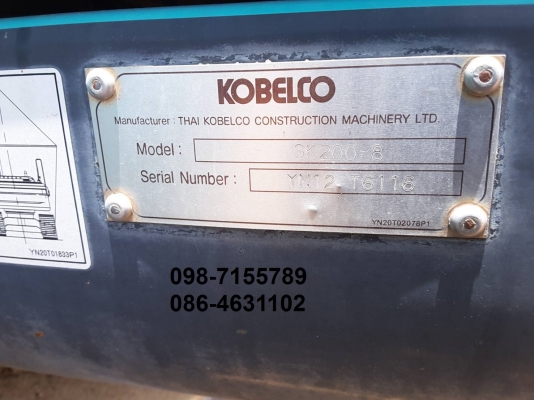 KOBELCO
Manufacturer : THAI KOBELCO CONSTRUCTION MACHINERY LTD.
Model: SK200-8
Serial Number : YN12-T6116
YN20T02078P1
YN20T01833P1
098-7155789
086-4631102